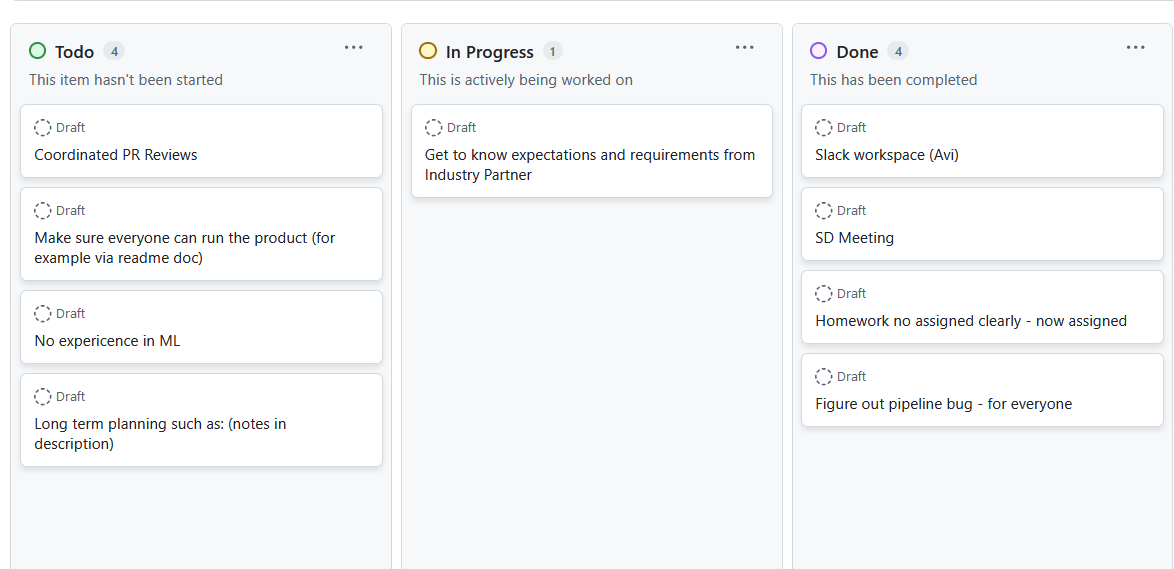 Todo 4
This item hasn't been started
Draft
Coordinated PR Reviews
Draft
Make sure everyone can run the product (for
example via readme doc)
Draft
No expericence in ML
Draft
Long term planning such as: (notes in
description)
In Progress 1
This is actively being worked on
Draft
Get to know expectations and requirements from
Industry Partner
Done 4
This has been completed
Draft
Slack workspace (Avi)
Draft
SD Meeting
Draft
Homework no assigned clearly - now assigned
Draft
Figure out pipeline bug - for everyone